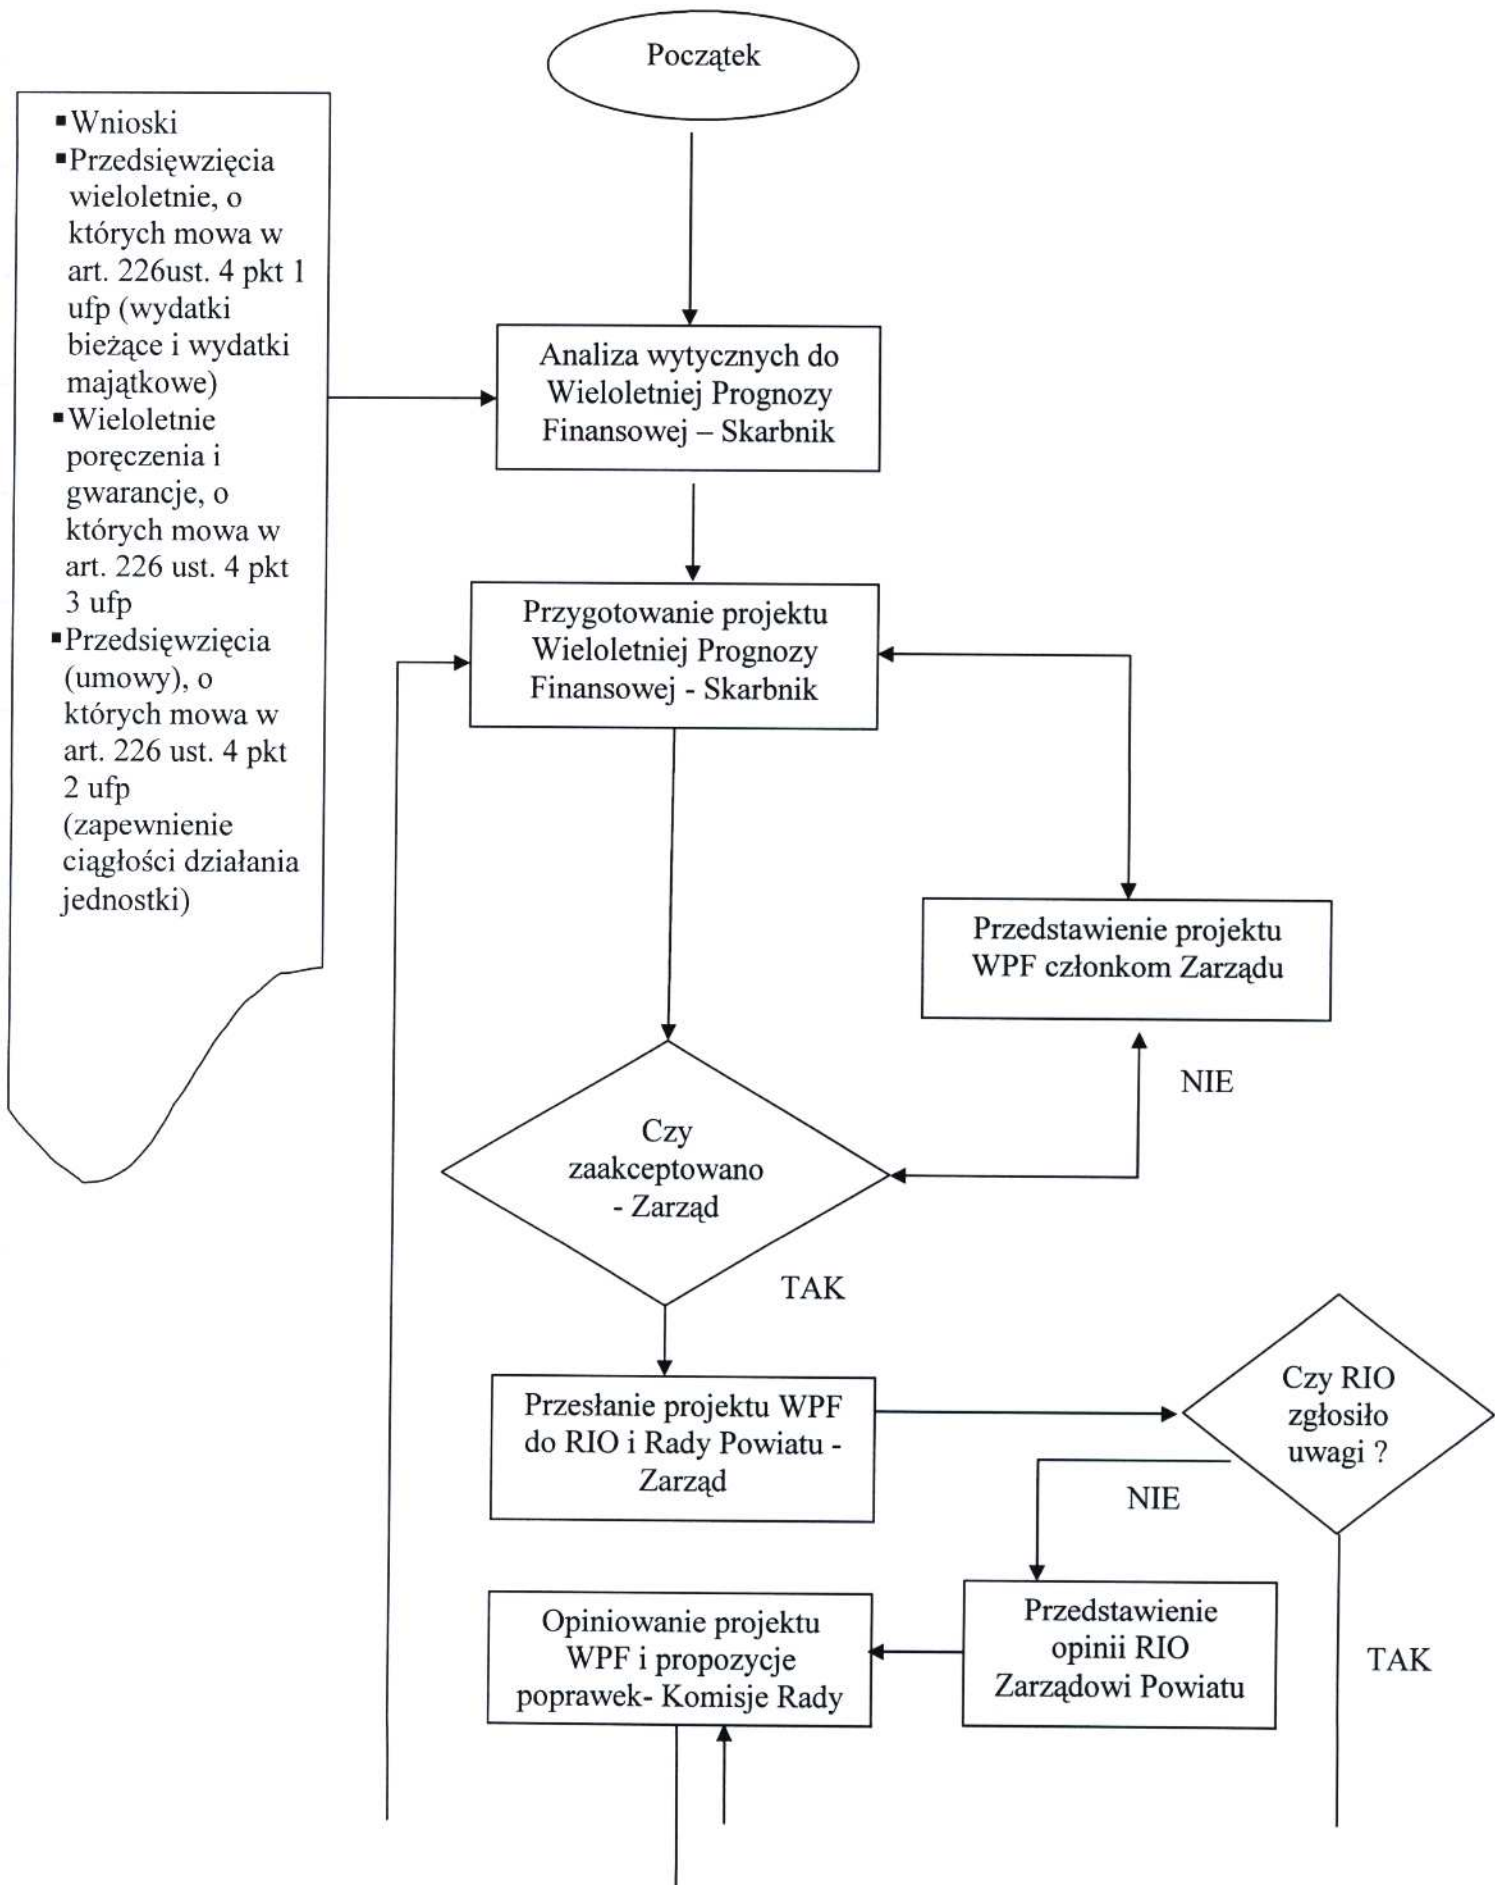 Początek
▪Wnioski
▪Przedsięwzięcia
wieloletnie, o
których mowa w
art. 226ust. 4 pkt 1
ufp (wydatki
bieżące i wydatki
majątkowe)
▪Wieloletnie
poręczenia i
gwarancje, o
których mowa w
art. 226 ust. 4 pkt
3 ufp
▪Przedsięwzięcia
(umowy), o
których mowa w
art. 226 ust. 4 pkt
2 ufp
(zapewnienie
ciągłości działania
jednostki)
Analiza wytycznych do
Wieloletniej Prognozy
Finansowej – Skarbnik
Przygotowanie projektu
Wieloletniej Prognozy
Finansowej - Skarbnik
Przedstawienie projektu
WPF członkom Zarządu
NIE
Czy
zaakceptowano
- Zarząd
TAK
Przesłanie projektu WPF
do RIO i Rady Powiatu -
Zarząd
Czy RIO
zgłosiło
uwagi ?
NIE
TAK
Przedstawienie
opinii RIO
Zarządowi Powiatu
Opiniowanie projektu
WPF i propozycje
poprawek- Komisje Rady